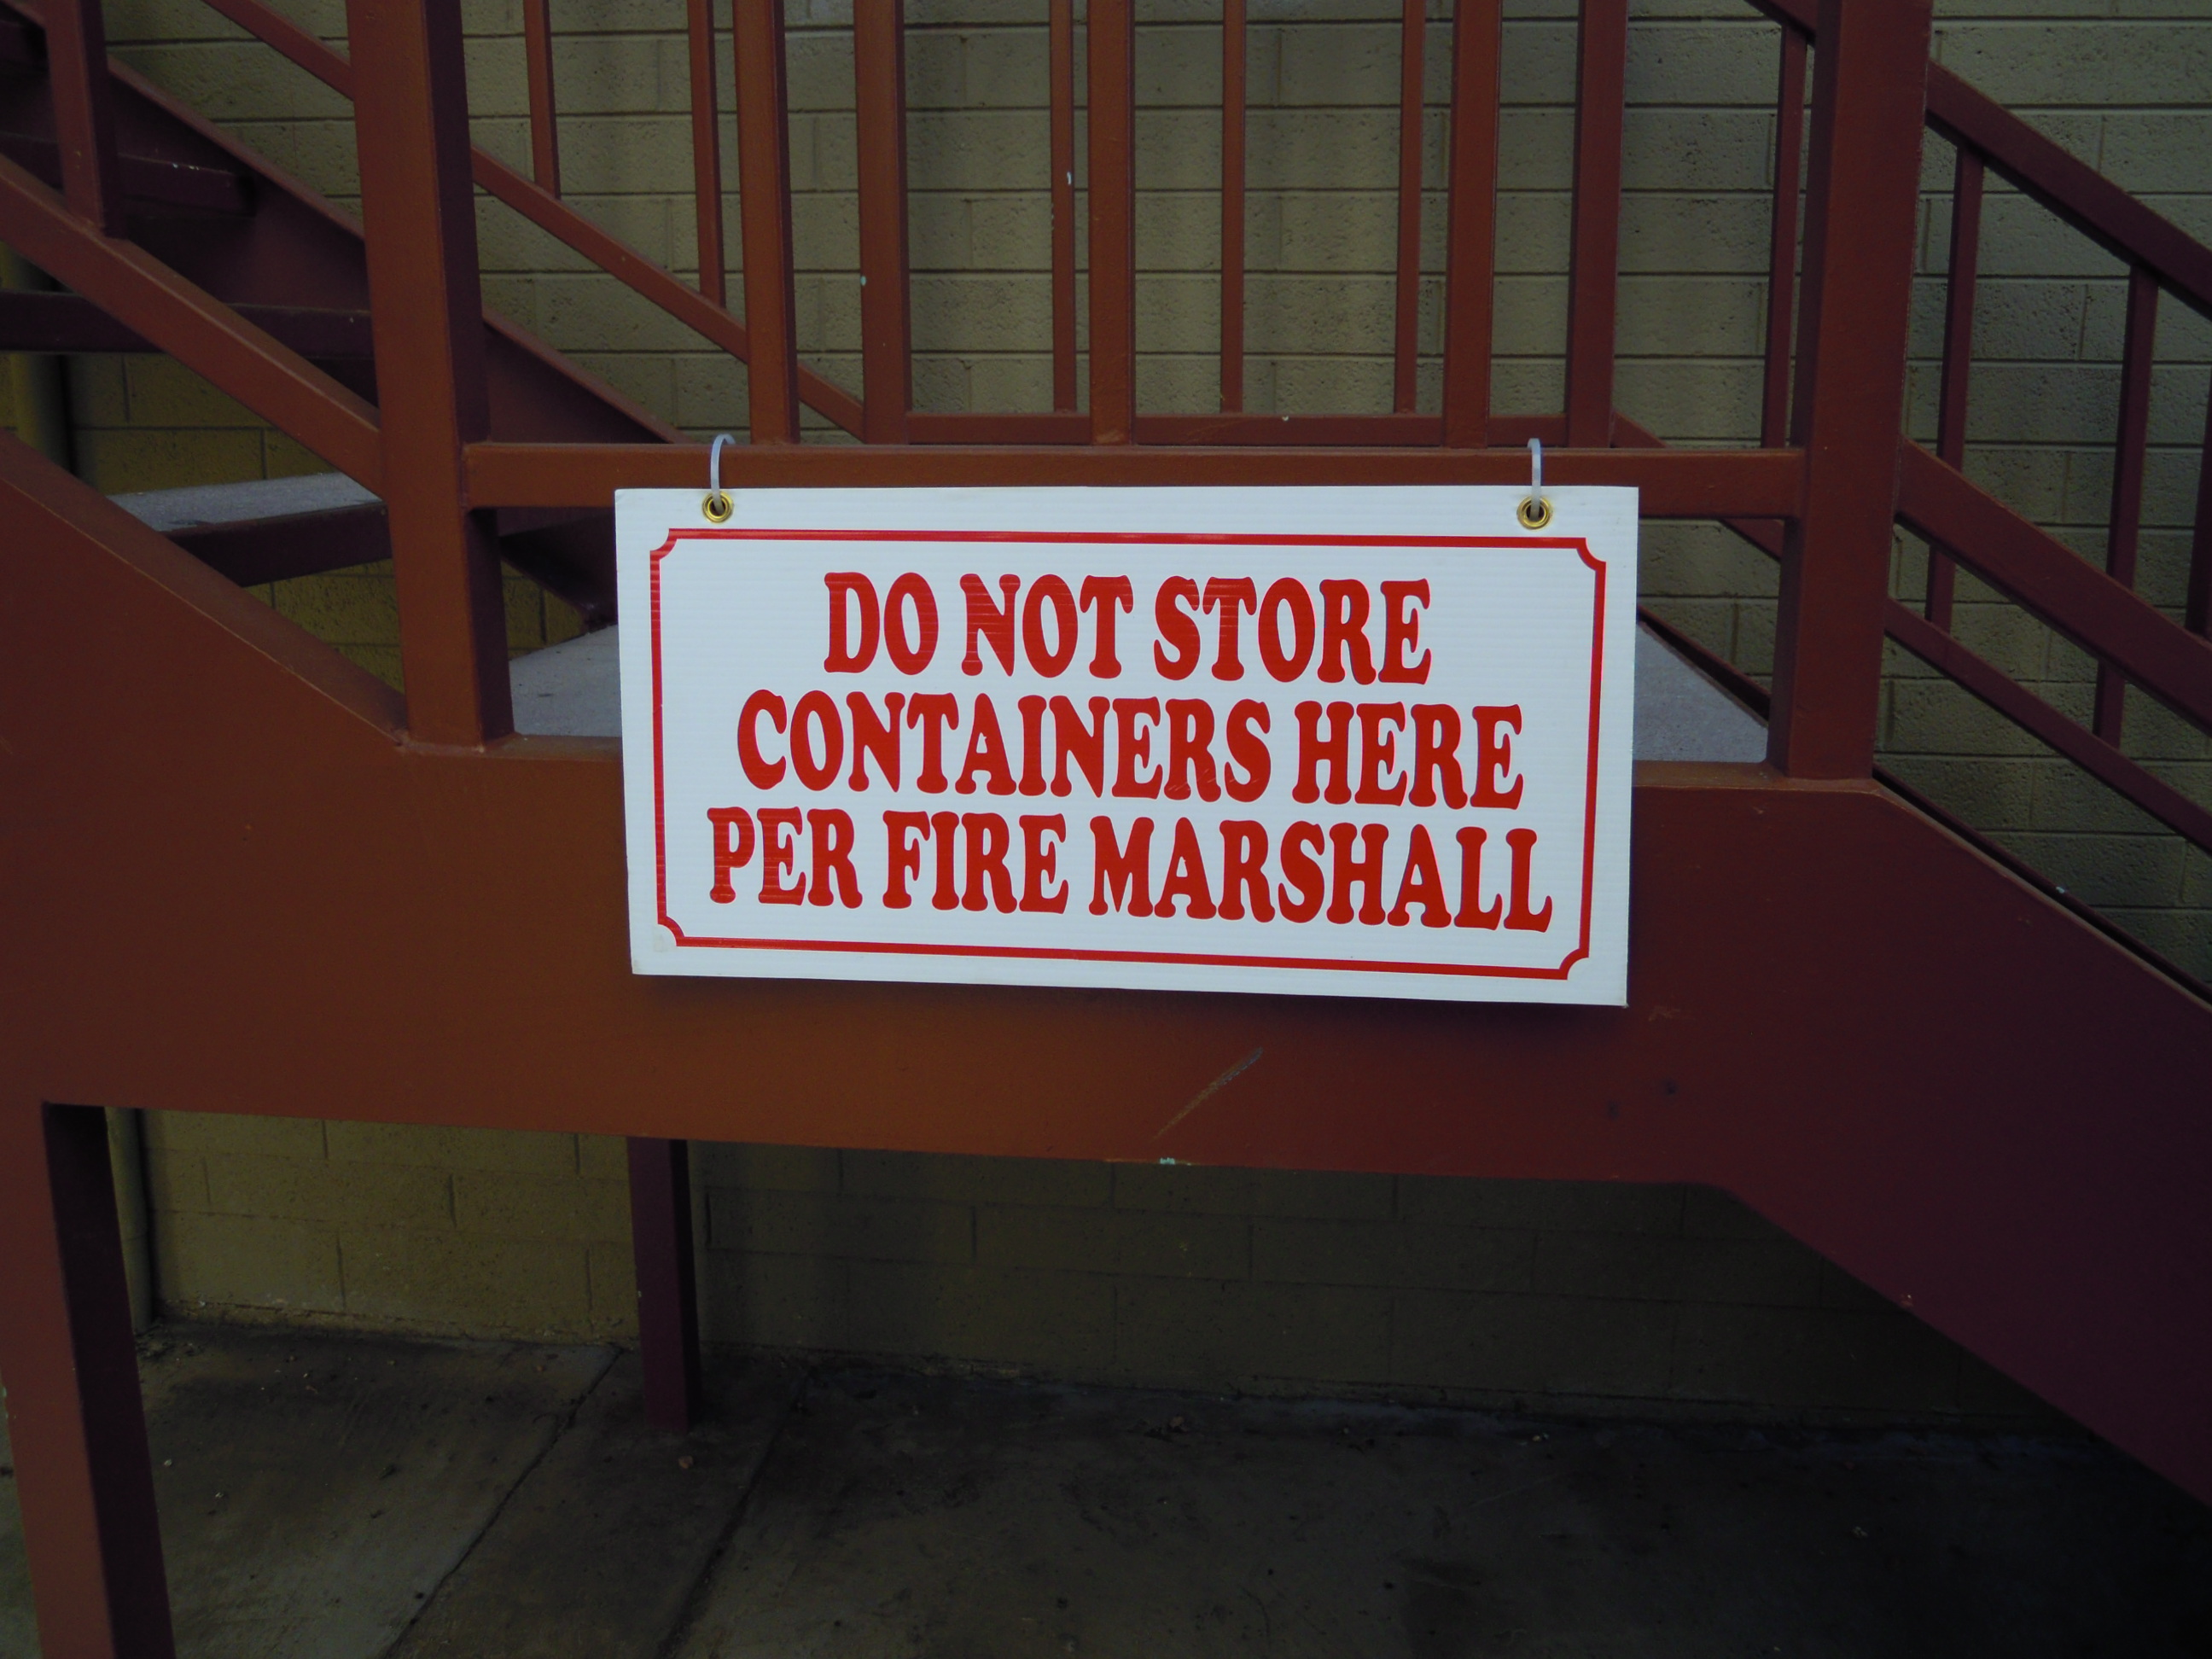 DO NOT STORE
CONTAINERS HERE
PER FIRE MARSHALL